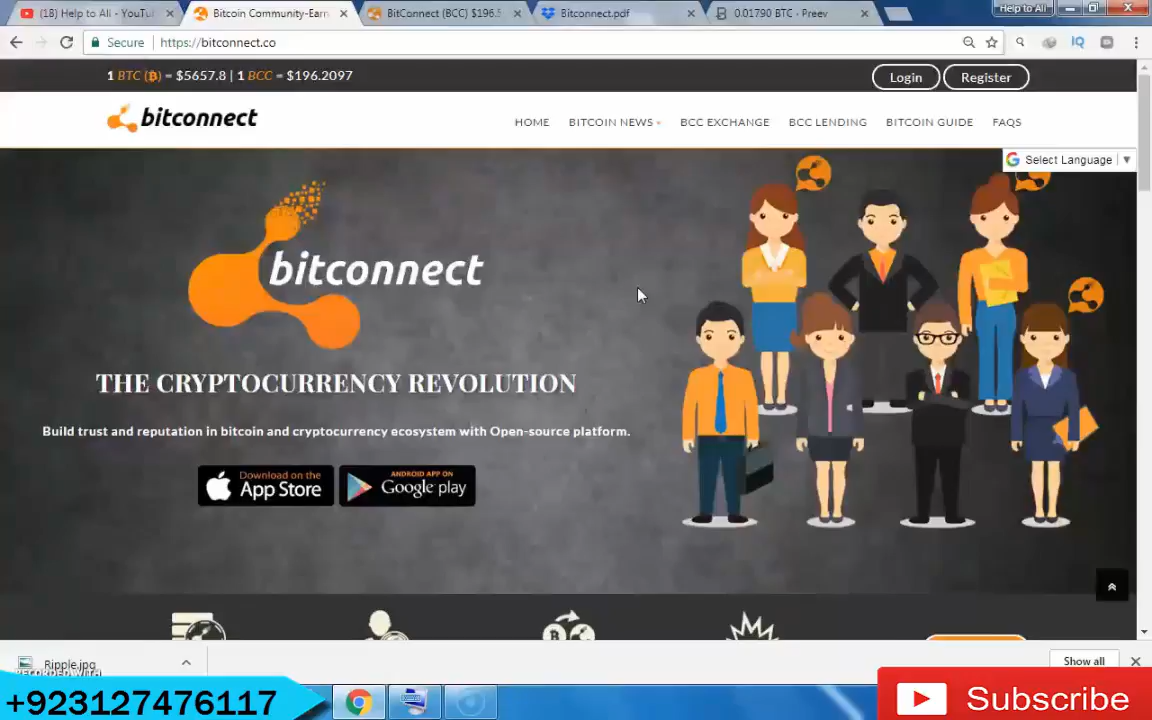 (18) Help to All - YouTu
Bitcoin Community-Earn
BitConnect (BCC) $196.5
Bitconnect.pdf
0.01790 BTC - Preev
Help to All
Secure
https://bitconnect.co
1 BTC (₿) = $5657.8 | 1 BCC = $196.2097
Login
Register
bitconnect
HOME
BITCOIN NEWS
BCC EXCHANGE
BCC LENDING
BITCOIN GUIDE
FAQS
Select Language
bitconnect
THE CRYPTOCURRENCY REVOLUTION
Build trust and reputation in bitcoin and cryptocurrency ecosystem with Open-source platform.
Download on the
App Store
ANDROID APP ON
Google play
Ripple.jpg
Show all
RECORDED WITH
+923127476117
Subscribe